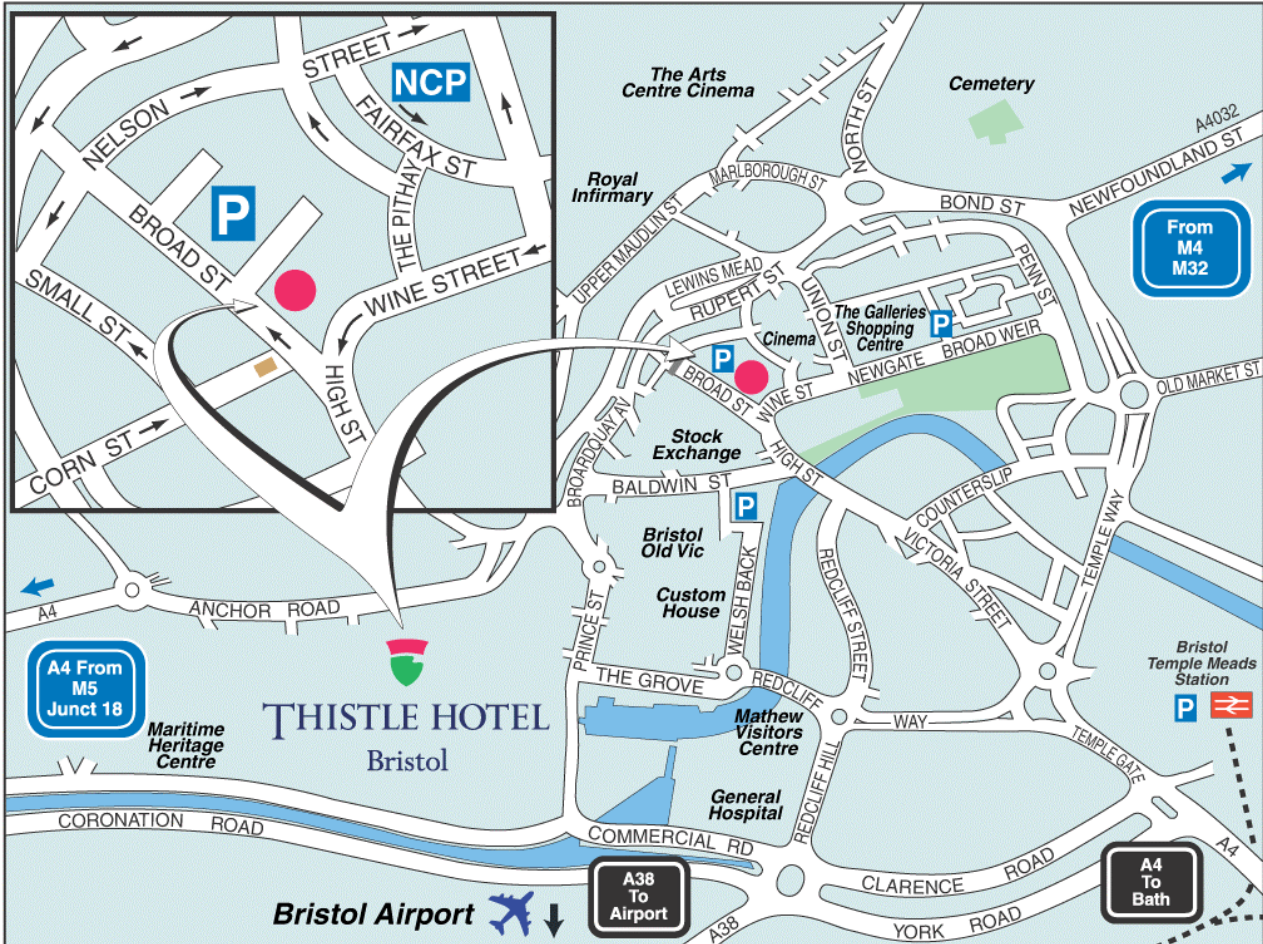 STREET
NCP
NELSON
FAIRFAX ST
P
THE PITHAY
BROAD ST
WINE STREET
SMALL ST
HIGH ST
CORN ST
The Arts
Centre Cinema
Cemetery
NORTH ST
A4032
NEWFOUNDLAND ST
Royal
Infirmary
MARLBOROUGH ST
BOND ST
From
M4
M32
UPPER MAUDLIN ST
LEWINS MEAD
RUPERT ST
UNION ST
PENN ST
The Galleries
Shopping
Centre
P
Cinema
BROAD WEIR
NEWGATE
P
BROAD ST
WINE ST
OLD MARKET ST
BROARDQUAY AV
Stock
Exchange
HIGH ST
BALDWIN ST
P
COUNTERSLIP
Bristol
Old Vic
VICTORIA STREET
TEMPLE WAY
REDCLIFF STREET
WELSH BACK
Custom
House
A4
ANCHOR ROAD
PRINCE ST
A4 From
M5
Junct 18
THE GROVE
REDCLIFF
WAY
Bristol
Temple Meads
Station
P
THISTLE HOTEL
Bristol
Maritime
Heritage
Centre
Mathew
Visitors
Centre
TEMPLE GATE
REDCLIFF HILL
General
Hospital
CORONATION ROAD
COMMERCIAL RD
A38
To
Airport
CLARENCE ROAD
A4
To
Bath
A4
Bristol Airport
A38
YORK ROAD